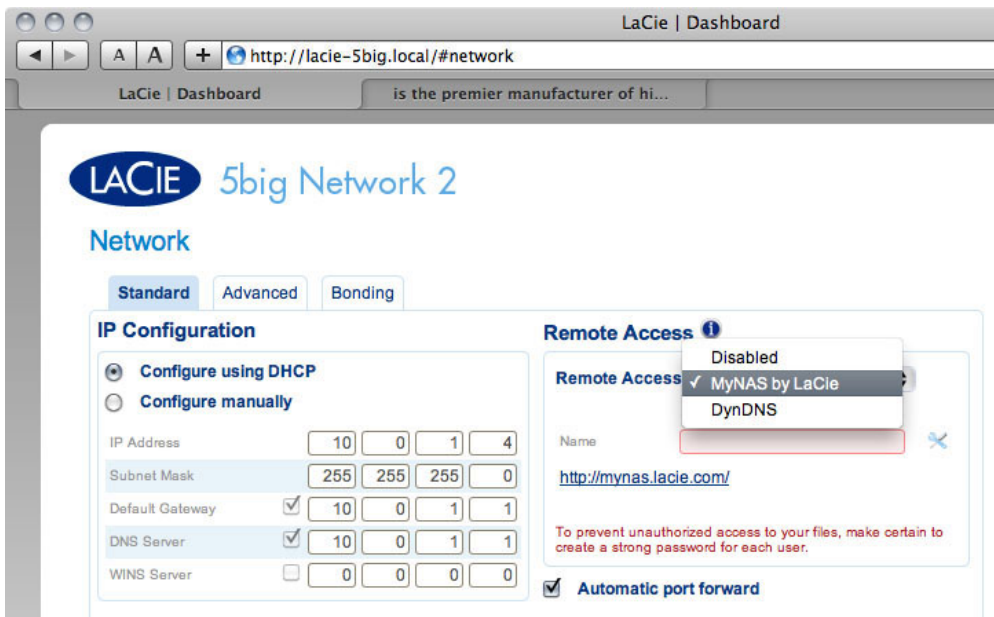 LaCie | Dashboard
A A + http://lacie-5big.local/#network
LaCie | Dashboard
is the premier manufacturer of hi...
LACIE 5big Network 2
Network
Standard Advanced Bonding
IP Configuration
Configure using DHCP
Configure manually
IP Address 10 0 1 4
Subnet Mask 255 255 255 0
Default Gateway 10 0 1 1
DNS Server 10 0 1 1
WINS Server 0 0 0 0
Remote Access i
Remote Access
Disabled
✓ MyNAS by LaCie
DynDNS
Name
http://mynas.lacie.com/
To prevent unauthorized access to your files, make certain to
create a strong password for each user.
Automatic port forward